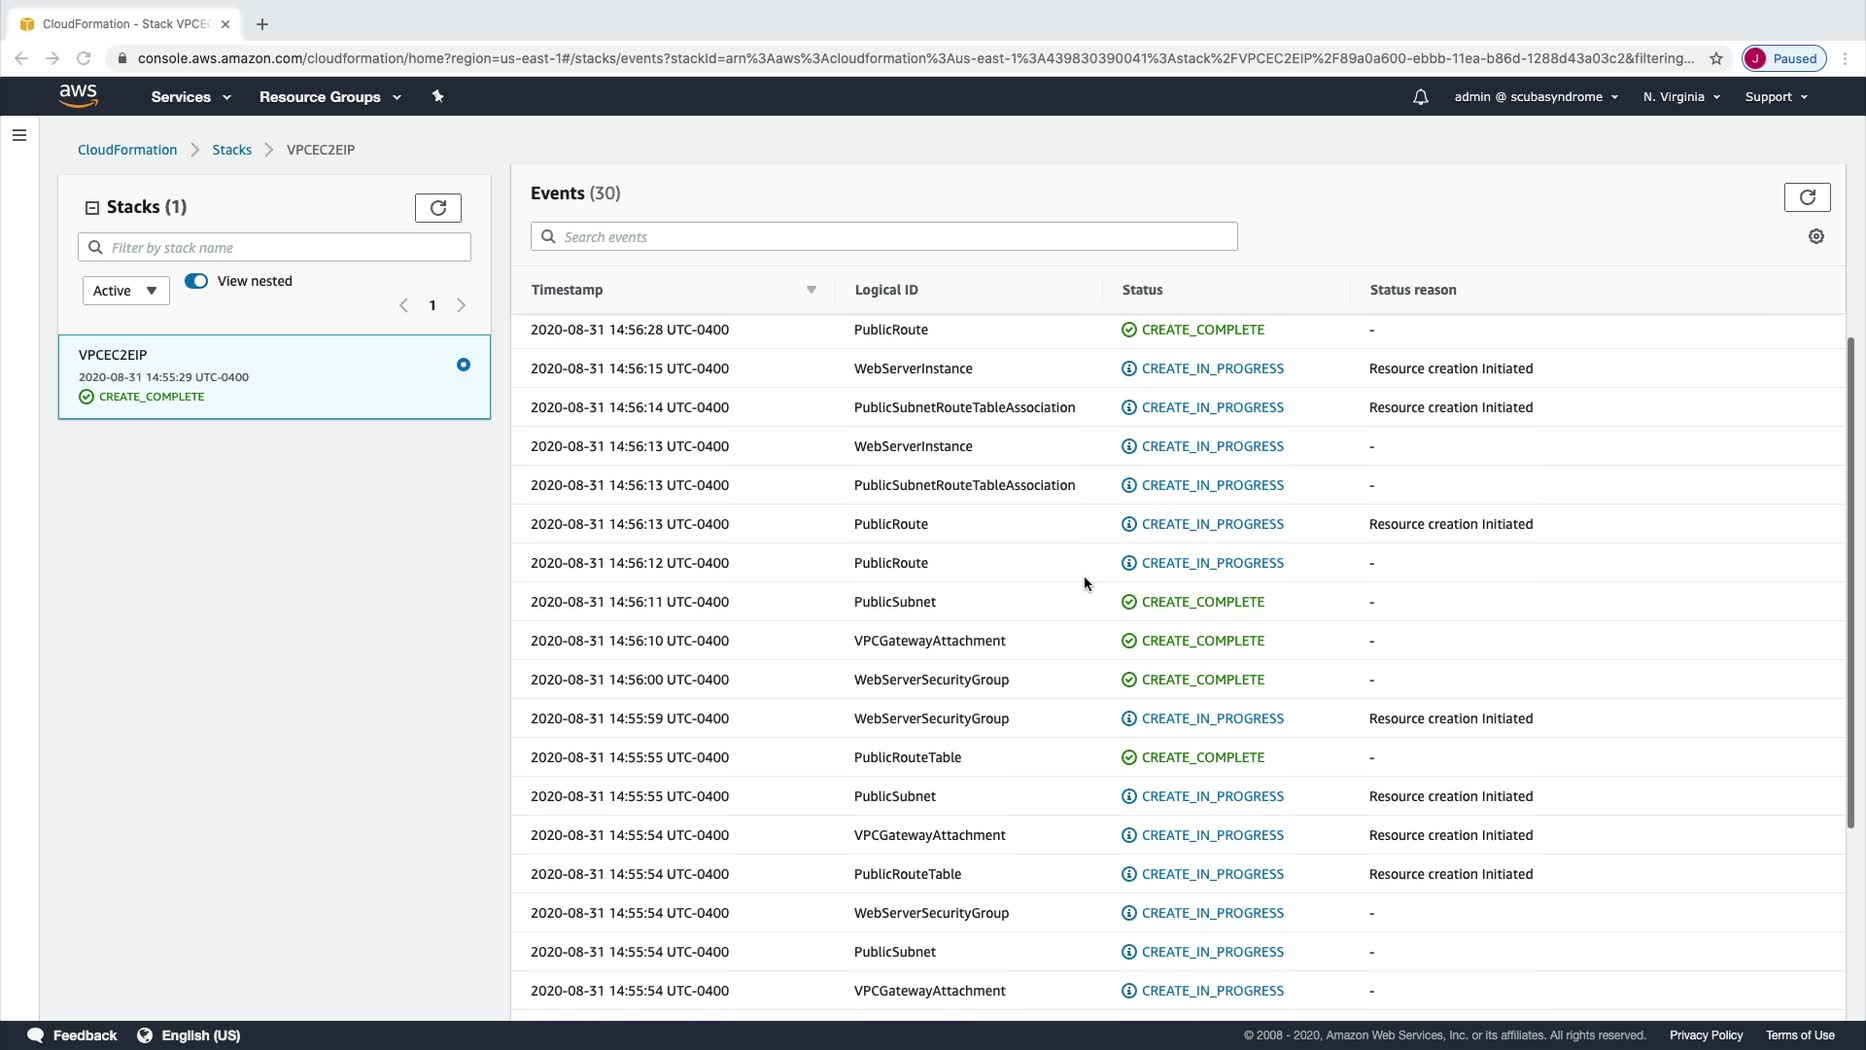 CloudFormation - Stack VPCEC
console.aws.amazon.com/cloudformation/home?region=us-east-1#/stacks/events?stackId=arn%3Aaws%3Acloudformation%3Aus-east-1%3A439830390041%3Astack%2FVPCEC2EIP%2F89a0a600-ebbb-11ea-b86d-1288d43a03c2&filtering...
J Paused
aws Services Resource Groups admin @ scubasyndrome N. Virginia Support
CloudFormation Stacks VPCEC2EIP
Stacks (1)
Filter by stack name
Active View nested
1
VPCEC2EIP
2020-08-31 14:55:29 UTC-0400
CREATE_COMPLETE
Events (30)
Search events
Timestamp Logical ID Status Status reason
2020-08-31 14:56:28 UTC-0400 PublicRoute CREATE_COMPLETE -
2020-08-31 14:56:15 UTC-0400 WebServerInstance CREATE_IN_PROGRESS Resource creation Initiated
2020-08-31 14:56:14 UTC-0400 PublicSubnetRouteTableAssociation CREATE_IN_PROGRESS Resource creation Initiated
2020-08-31 14:56:13 UTC-0400 WebServerInstance CREATE_IN_PROGRESS -
2020-08-31 14:56:13 UTC-0400 PublicSubnetRouteTableAssociation CREATE_IN_PROGRESS -
2020-08-31 14:56:13 UTC-0400 PublicRoute CREATE_IN_PROGRESS Resource creation Initiated
2020-08-31 14:56:12 UTC-0400 PublicRoute CREATE_IN_PROGRESS -
2020-08-31 14:56:11 UTC-0400 PublicSubnet CREATE_COMPLETE -
2020-08-31 14:56:10 UTC-0400 VPCGatewayAttachment CREATE_COMPLETE -
2020-08-31 14:56:00 UTC-0400 WebServerSecurityGroup CREATE_COMPLETE -
2020-08-31 14:55:59 UTC-0400 WebServerSecurityGroup CREATE_IN_PROGRESS Resource creation Initiated
2020-08-31 14:55:55 UTC-0400 PublicRouteTable CREATE_COMPLETE -
2020-08-31 14:55:55 UTC-0400 PublicSubnet CREATE_IN_PROGRESS Resource creation Initiated
2020-08-31 14:55:54 UTC-0400 VPCGatewayAttachment CREATE_IN_PROGRESS Resource creation Initiated
2020-08-31 14:55:54 UTC-0400 PublicRouteTable CREATE_IN_PROGRESS Resource creation Initiated
2020-08-31 14:55:54 UTC-0400 WebServerSecurityGroup CREATE_IN_PROGRESS -
2020-08-31 14:55:54 UTC-0400 PublicSubnet CREATE_IN_PROGRESS -
2020-08-31 14:55:54 UTC-0400 VPCGatewayAttachment CREATE_IN_PROGRESS -
Feedback English (US) © 2008 - 2020, Amazon Web Services, Inc. or its affiliates. All rights reserved. Privacy Policy Terms of Use